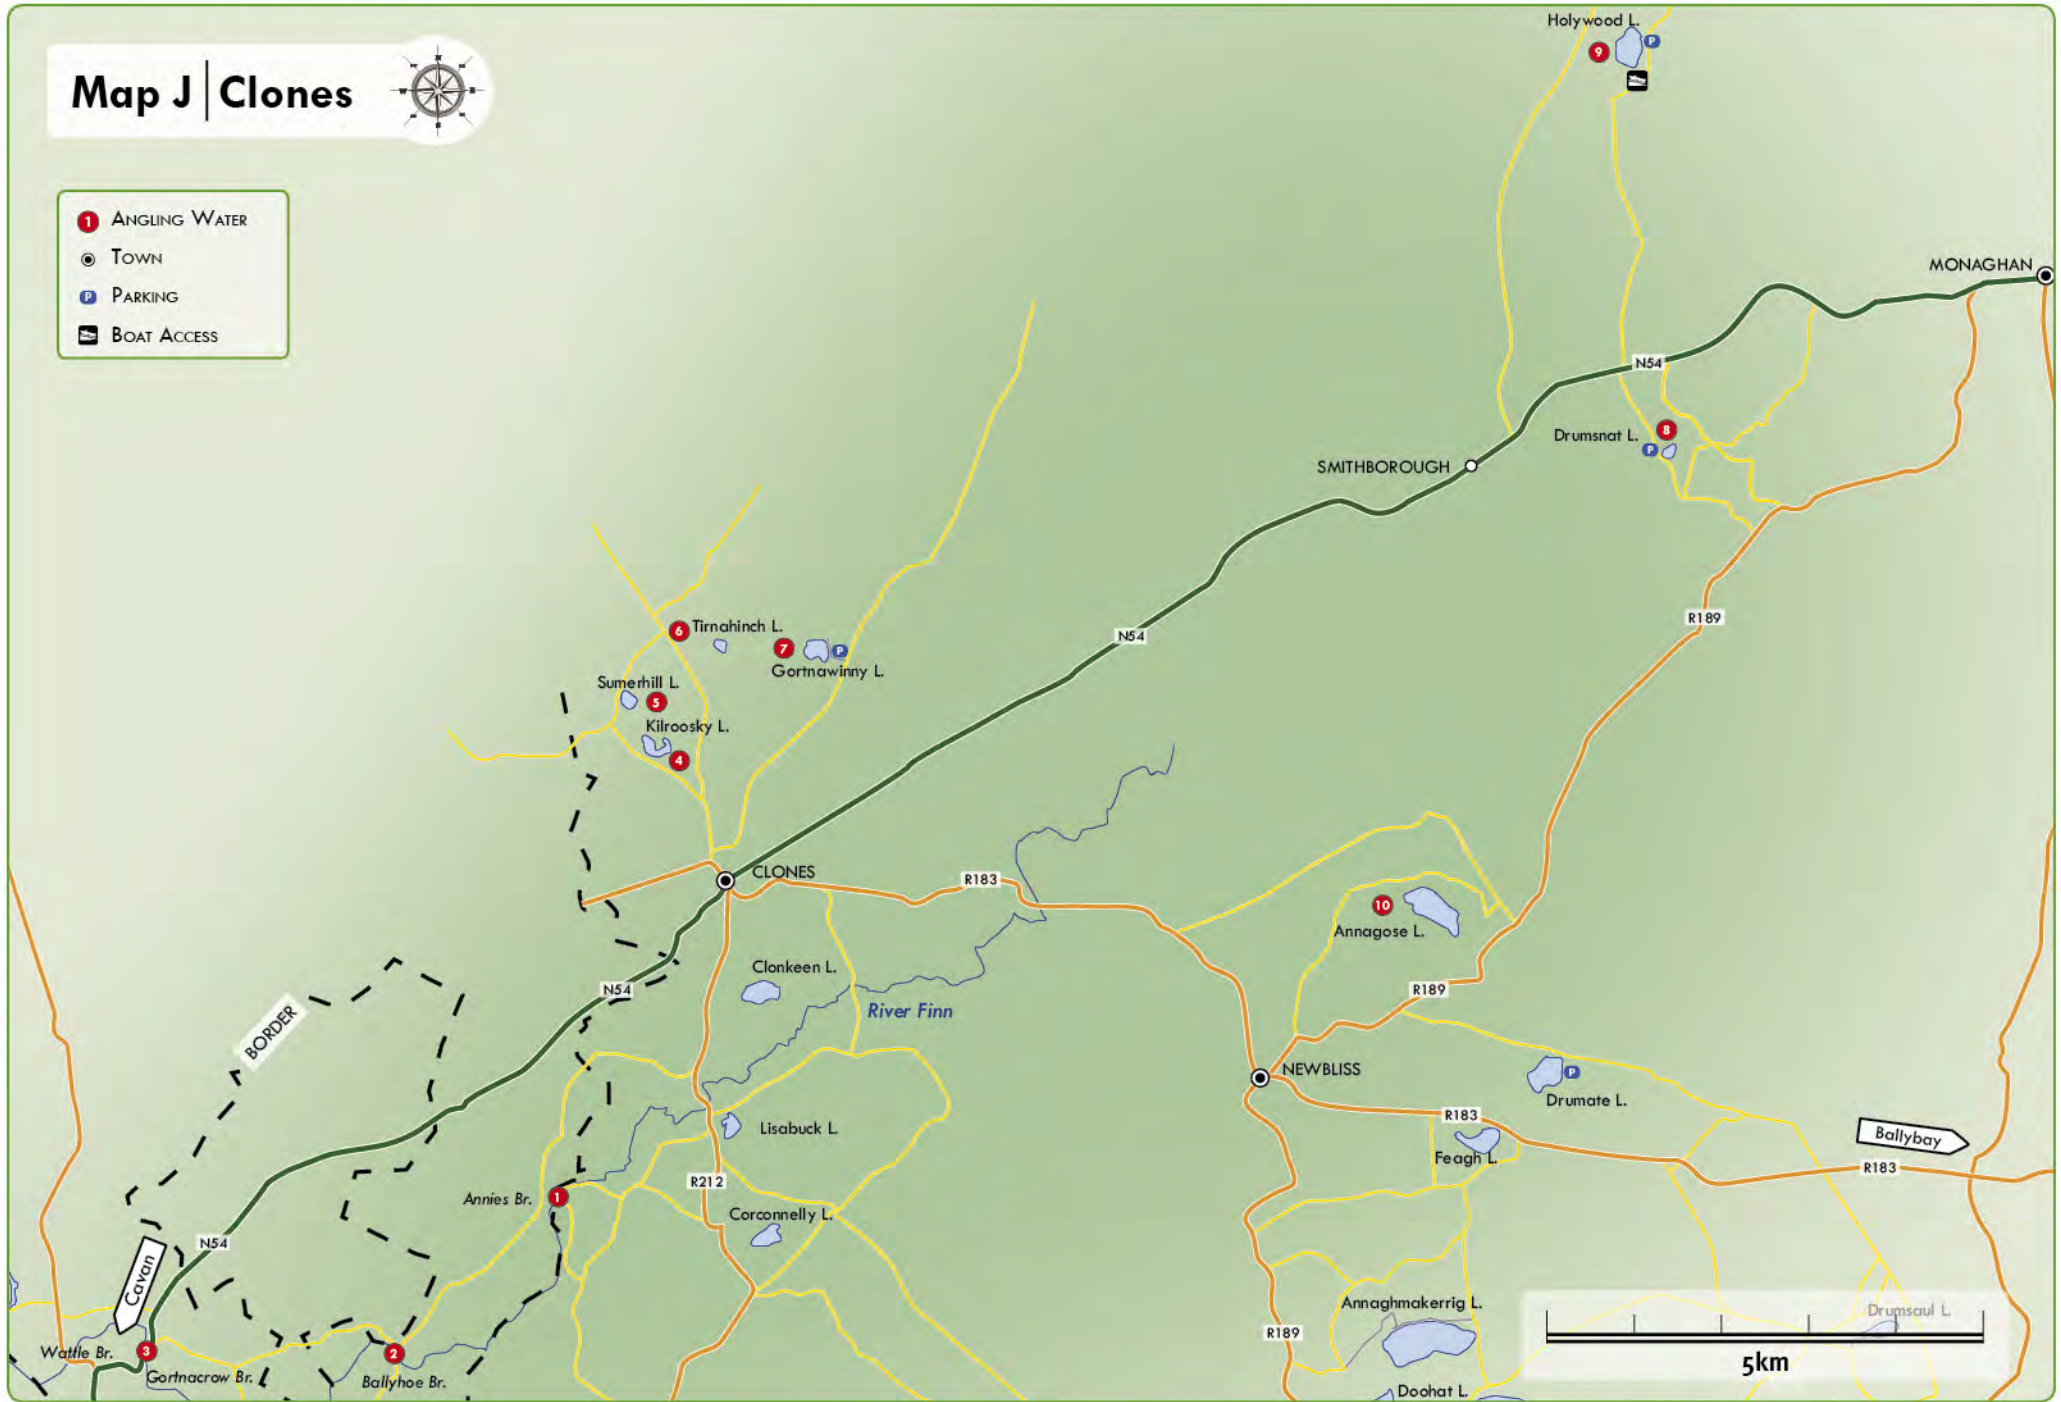 Map J | Clones
1 Angling Water
Town
P Parking
Boat Access
Holywood L.
9
P
MONAGHAN
N54
8
Drumsnat L.
P
SMITHBOROUGH
R189
N54
6
Tirnahinch L.
7
P
Gortnawinny L.
Sumerhill L.
5
Kilroosky L.
4
CLONES
R183
10
Annagose L.
Clonkeen L.
N54
R189
River Finn
BORDER
NEWBLISS
P
Drumate L.
R183
Lisabuck L.
Ballybay
Feagh L.
R183
R212
Annies Br.
1
Corconnelly L.
N54
Cavan
Annaghmakerrig L.
Drumsaul L.
R189
Wattle Br.
3
2
5km
Gortnacrow Br.
Ballyhoe Br.
Doohat L.
N
E
S
W